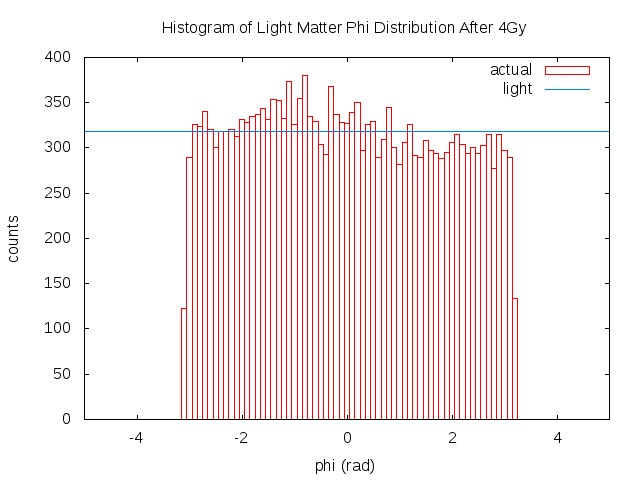 Histogram of Light Matter Phi Distribution After 4Gy
actual
light
400
350
300
250
200
150
100
50
0
counts
-4 -2 0 2 4
phi (rad)